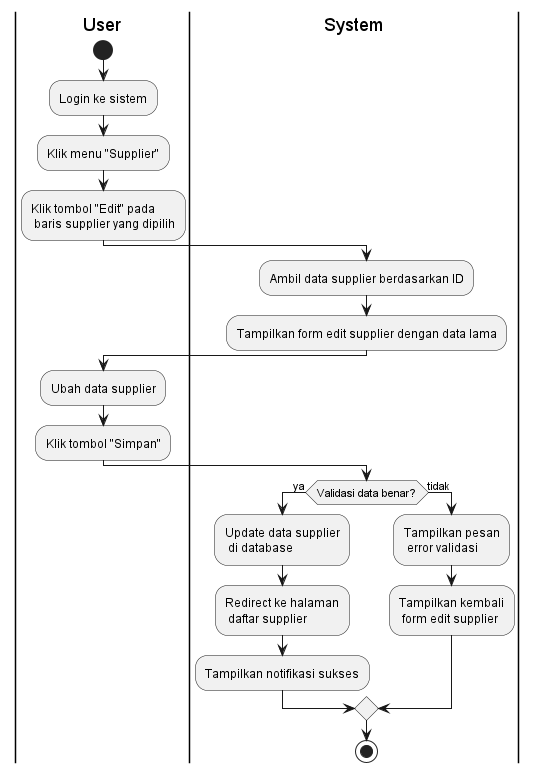 User
System
Login ke sistem
Klik menu "Supplier"
Klik tombol "Edit" pada
baris supplier yang dipilih
Ambil data supplier berdasarkan ID
Tampilkan form edit supplier dengan data lama
Ubah data supplier
Klik tombol "Simpan"
ya
Validasi data benar?
tidak
Update data supplier
di database
Tampilkan pesan
error validasi
Redirect ke halaman
daftar supplier
Tampilkan kembali
form edit supplier
Tampilkan notifikasi sukses